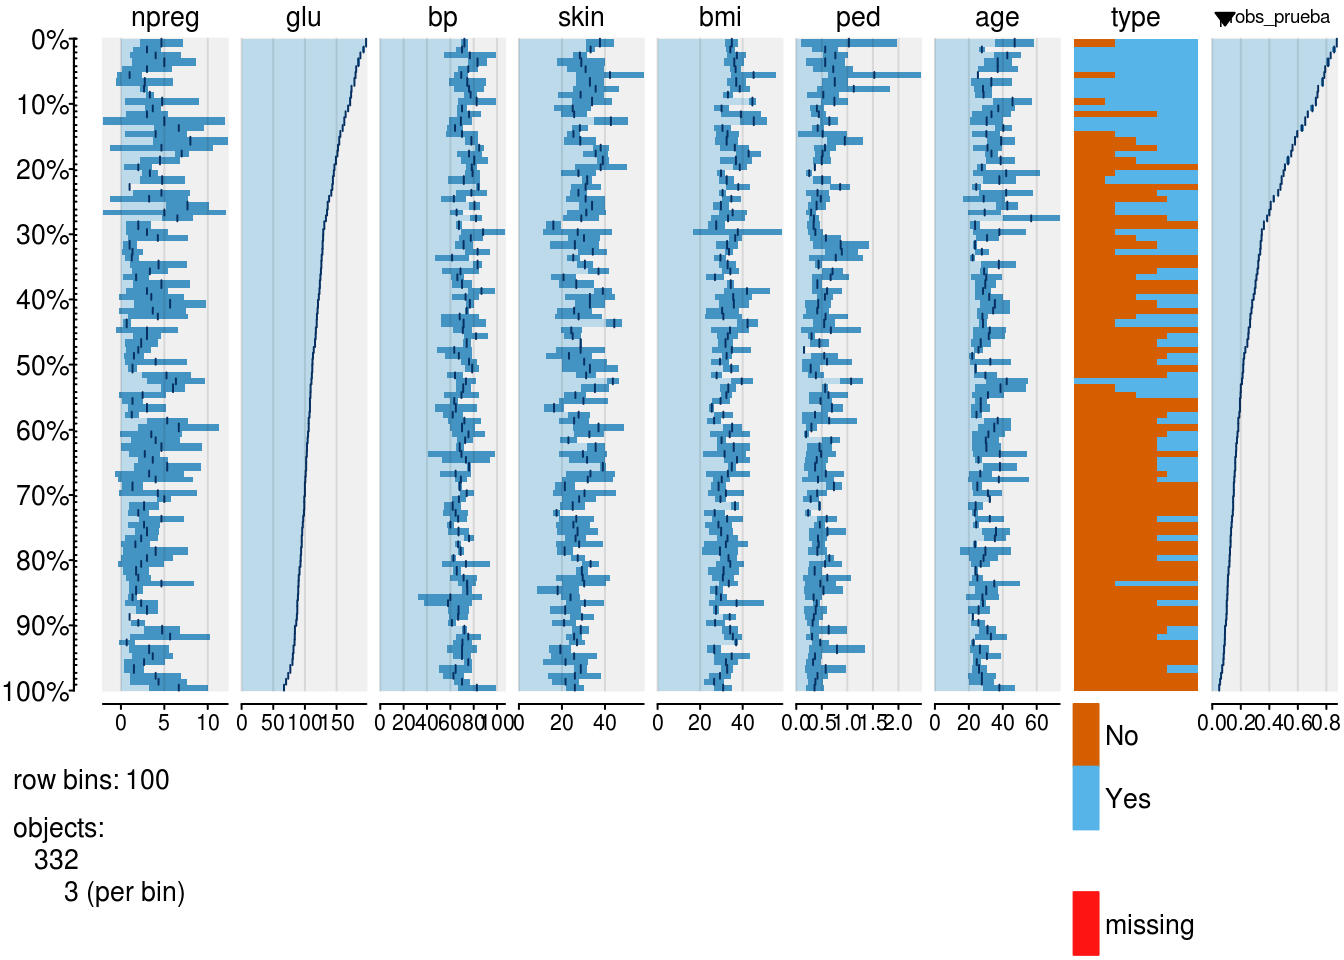 npreg glu bp skin bmi ped age type probs_prueba
0%
10%
20%
30%
40%
50%
60%
70%
80%
90%
100%
0 5 10 0 50 100 150 0 20 40 60 80 100 0 20 40 0 20 40 0.0 0.5 1.0 1.5 2.0 0 20 40 60 0.0 0.2 0.4 0.6 0.8
No
Yes
missing
row bins: 100
objects:
332
3 (per bin)